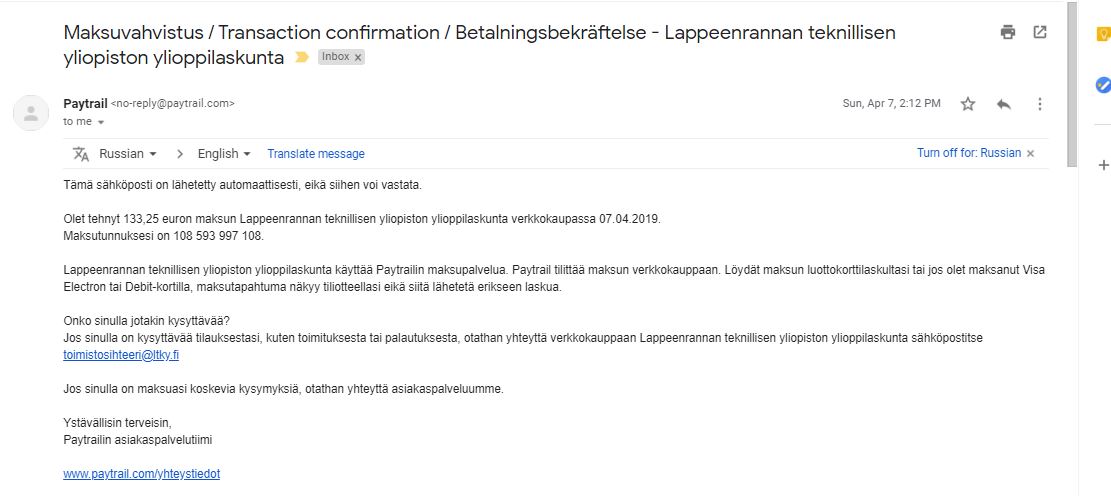 Maksuvahvistus / Transaction confirmation / Betalningsbekräftelse - Lappeenrannan teknillisen
yliopiston ylioppilaskunta Inbox x
Paytrail <no-reply@paytrail.com> Sun, Apr 7, 2:12 PM
to me
Russian > English Translate message Turn off for: Russian x
Tämä sähköposti on lähetetty automaattisesti, eikä siihen voi vastata.
Olet tehnyt 133,25 euron maksun Lappeenrannan teknillisen yliopiston ylioppilaskunta verkkokaupassa 07.04.2019.
Maksutunnuksesi on 108 593 997 108.
Lappeenrannan teknillisen yliopiston ylioppilaskunta käyttää Paytrailin maksupalvelua. Paytrail tilittää maksun verkkokauppaan. Löydät maksun luottokorttilaskultasi tai jos olet maksanut Visa
Electron tai Debit-kortilla, maksutapahtuma näkyy tiliotteellasi eikä siitä lähetetä erikseen laskua.
Onko sinulla jotakin kysyttävää?
Jos sinulla on kysyttävää tilauksestasi, kuten toimituksesta tai palautuksesta, otathan yhteyttä verkkokauppaan Lappeenrannan teknillisen yliopiston ylioppilaskunta sähköpostitse
toimistosihteeri@ltky.fi
Jos sinulla on maksuasi koskevia kysymyksiä, otathan yhteyttä asiakaspalveluumme.
Ystävällisin terveisin,
Paytrailin asiakaspalvelutiimi
www.paytrail.com/yhteystiedot